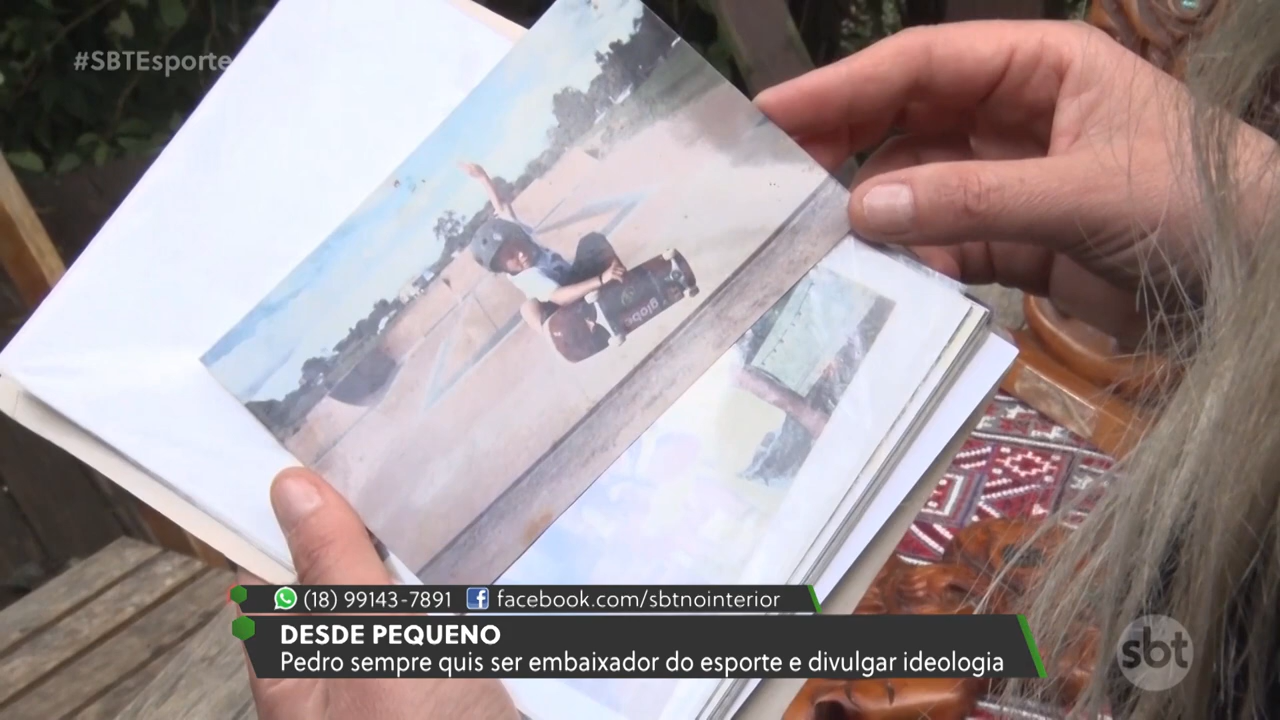 #SBTEsporte
globe
(18) 99143-7891 facebook.com/sbtnointerior
DESDE PEQUENO
Pedro sempre quis ser embaixador do esporte e divulgar ideologia
sbt